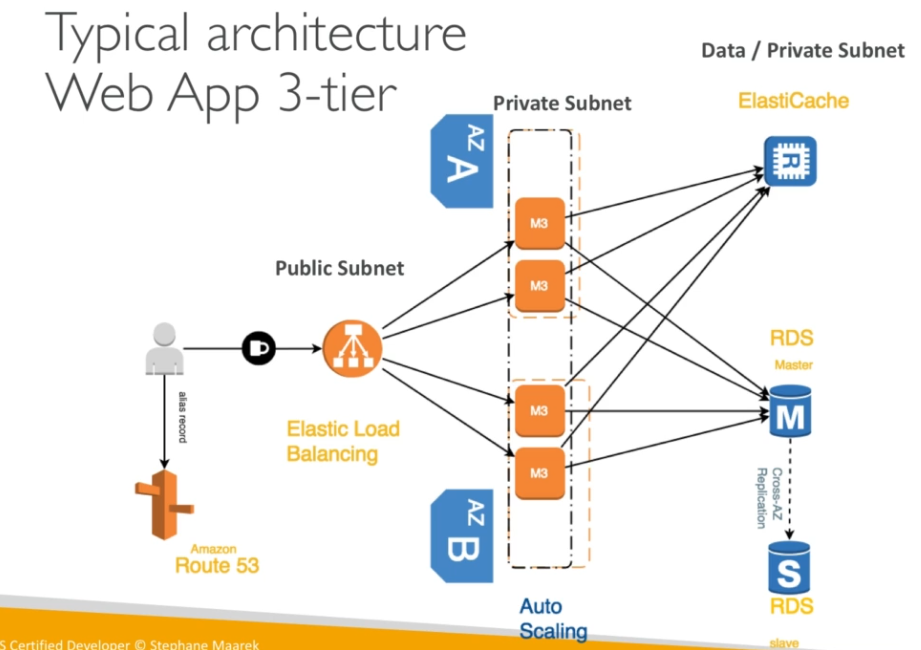 Typical architecture
Web App 3-tier
Data / Private Subnet
ElastiCache
R
Private Subnet
AZ
A
M3
M3
Public Subnet
alias record
Elastic Load
Balancing
M3
M3
RDS
Master
M
Cross-AZ
Replication
AZ
B
Amazon
Route 53
S
RDS
slave
Auto
Scaling
S Certified Developer © Stephane Maarek